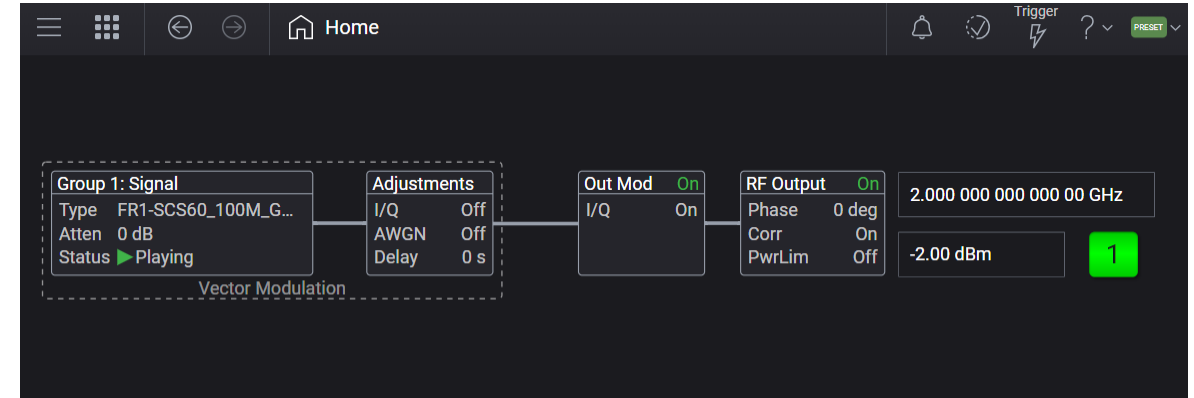 Home
Trigger
?
PRESET
Group 1: Signal
Type FR1-SCS60_100M_G...
Atten 0 dB
Status Playing
Adjustments
I/Q Off
AWGN Off
Delay 0 s
Vector Modulation
Out Mod On
I/Q On
RF Output On
Phase 0 deg
Corr On
PwrLim Off
2.000 000 000 000 00 GHz
-2.00 dBm
1